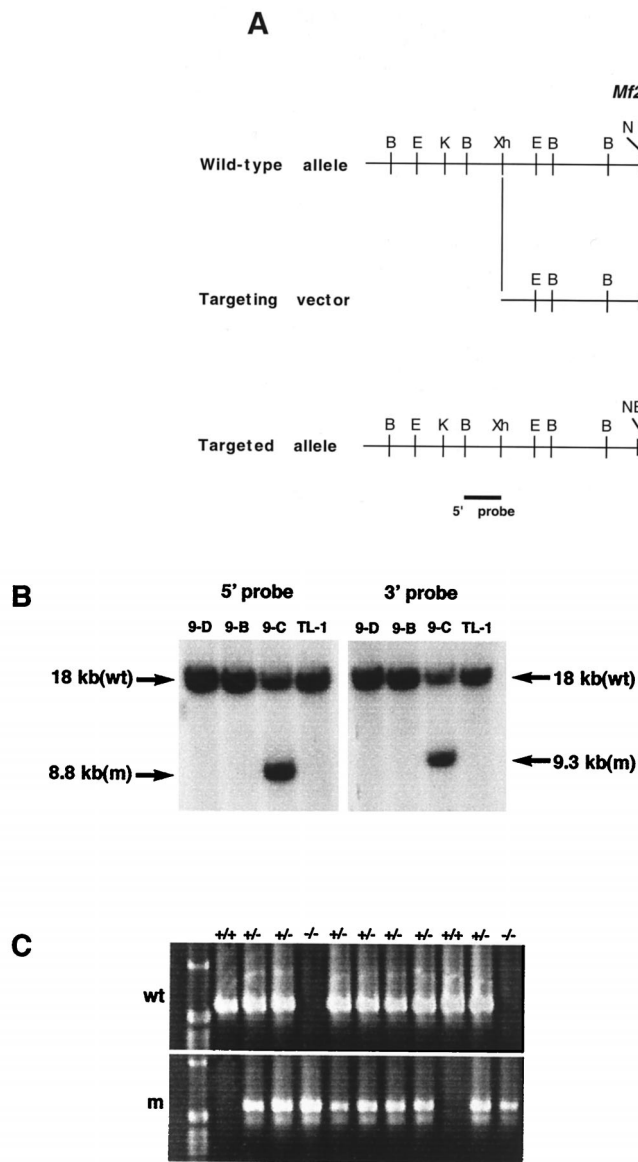 A
Mf2
N
B E K B Xh E B B
Wild-type allele
E B B
Targeting vector
NE
B E K B Xh E B B
Targeted allele
5' probe
B
5' probe 3' probe
9-D 9-B 9-C TL-1 9-D 9-B 9-C TL-1
18 kb(wt) 18 kb(wt)
8.8 kb(m) 9.3 kb(m)
C
+/+ +/- +/- -/- +/- +/- +/- +/- +/+ +/- -/-
wt
m